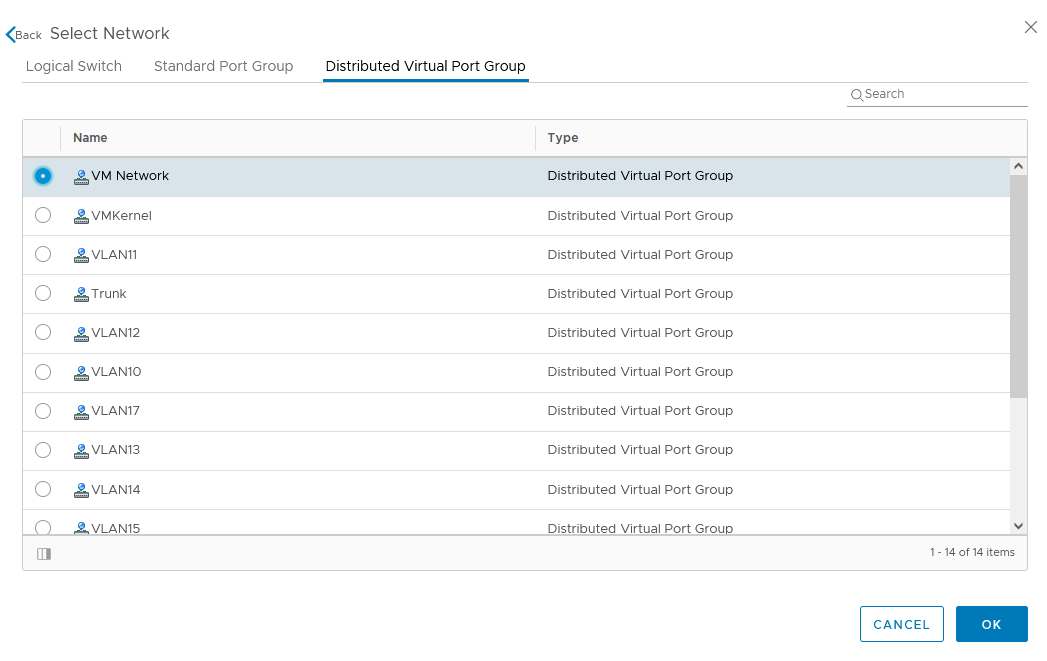 Back Select Network
Logical Switch Standard Port Group Distributed Virtual Port Group
Search
Name Type
VM Network Distributed Virtual Port Group
VMKernel Distributed Virtual Port Group
VLAN11 Distributed Virtual Port Group
Trunk Distributed Virtual Port Group
VLAN12 Distributed Virtual Port Group
VLAN10 Distributed Virtual Port Group
VLAN17 Distributed Virtual Port Group
VLAN13 Distributed Virtual Port Group
VLAN14 Distributed Virtual Port Group
VLAN15 Distributed Virtual Port Group
1 - 14 of 14 items
CANCEL OK